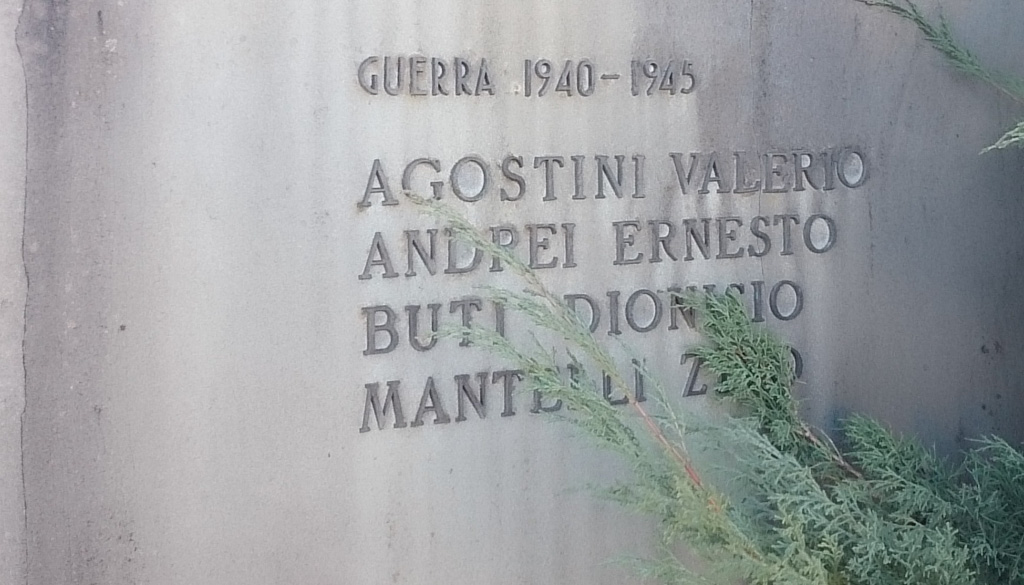 GUERRA 1940-1945
AGOSTINI VALERIO
ANDREI ERNESTO
BUTI DIONISIO
MANTELLI